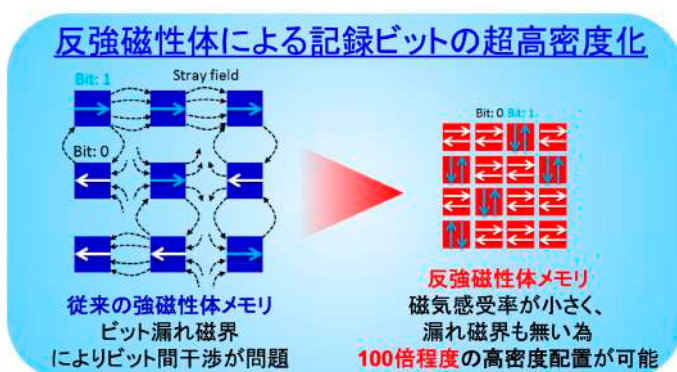 反強磁性体による記録ビットの超高密度化
Bit: 1
Stray field
Bit: 0
Bit: 0 Bit: 1
従来の強磁性体メモリ
ビット漏れ磁界
によりビット間干渉が問題
反強磁性体メモリ
磁気感受率が小さく、
漏れ磁界も無い為
100倍程度の高密度配置が可能